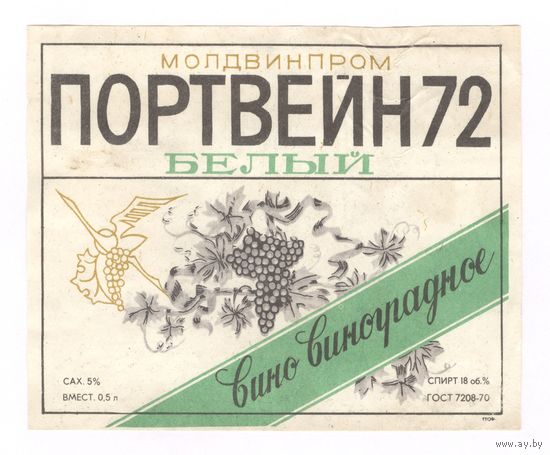 МОЛДВИНПРОМ
ПОРТВЕЙН 72
БЕЛЫЙ
вино виноградное
САХ. 5%
ВМЕСТ. 0,5 л
СПИРТ 18 об.%
ГОСТ 7208-70
www.ay.by